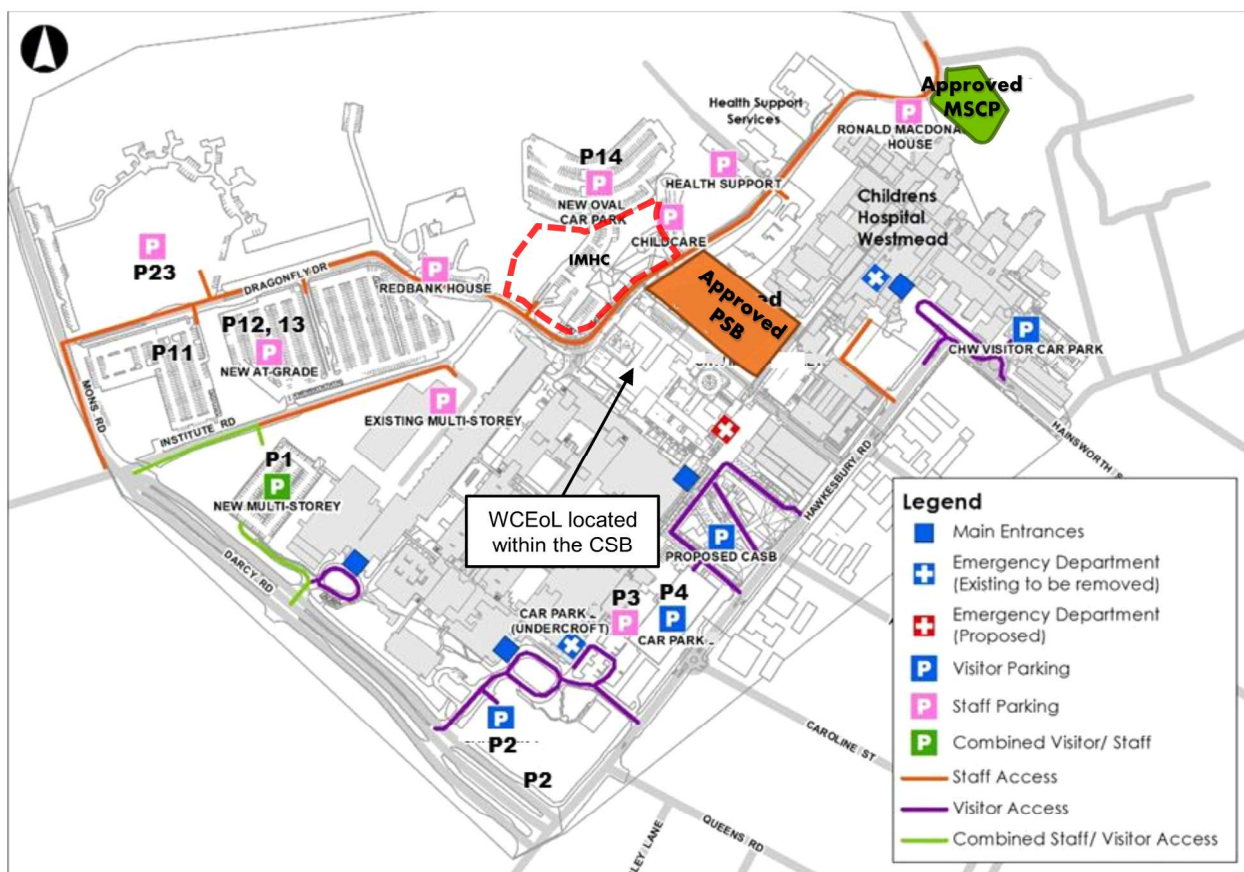 Approved
MSCP
Health Support
Services
RONALD MACDONA
HOUSE
P14
NEW OVAL
CAR PARK
HEALTH SUPPORT
CHILDCARE
Childrens
Hospital
Westmead
IMHC
P23
DRAGONFLY DR
REDBANK HOUSE
Approved
PSB
P12, 13
P11
NEW AT-GRADE
CHW VISITOR CAR PARK
MONS RD
INSTITUTE RD
EXISTING MULTI-STOREY
HAINSWORTH S
P1
NEW MULTI-STOREY
HAWKESBURY RD
WCEoL located
within the CSB
PROPOSED CASB
DARCY RD
P3
P4
CAR PARK
(UNDERCROFT)
CAR PARK
P2
P2
CAROLINE ST
QUEENS RD
LEY LANE
Legend
Main Entrances
Emergency Department
(Existing to be removed)
Emergency Department
(Proposed)
P Visitor Parking
P Staff Parking
P Combined Visitor/ Staff
Staff Access
Visitor Access
Combined Staff/ Visitor Access